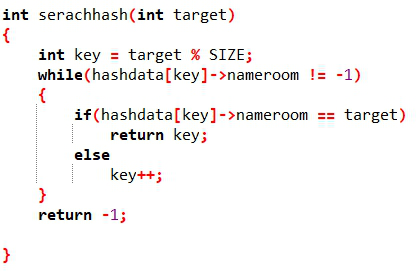 int serachhash(int target)
{
    int key = target % SIZE;
    while(hashdata[key]->nameroom != -1)
    {
        if(hashdata[key]->nameroom == target)
            return key;
        else
            key++;
    }
    return -1;

}